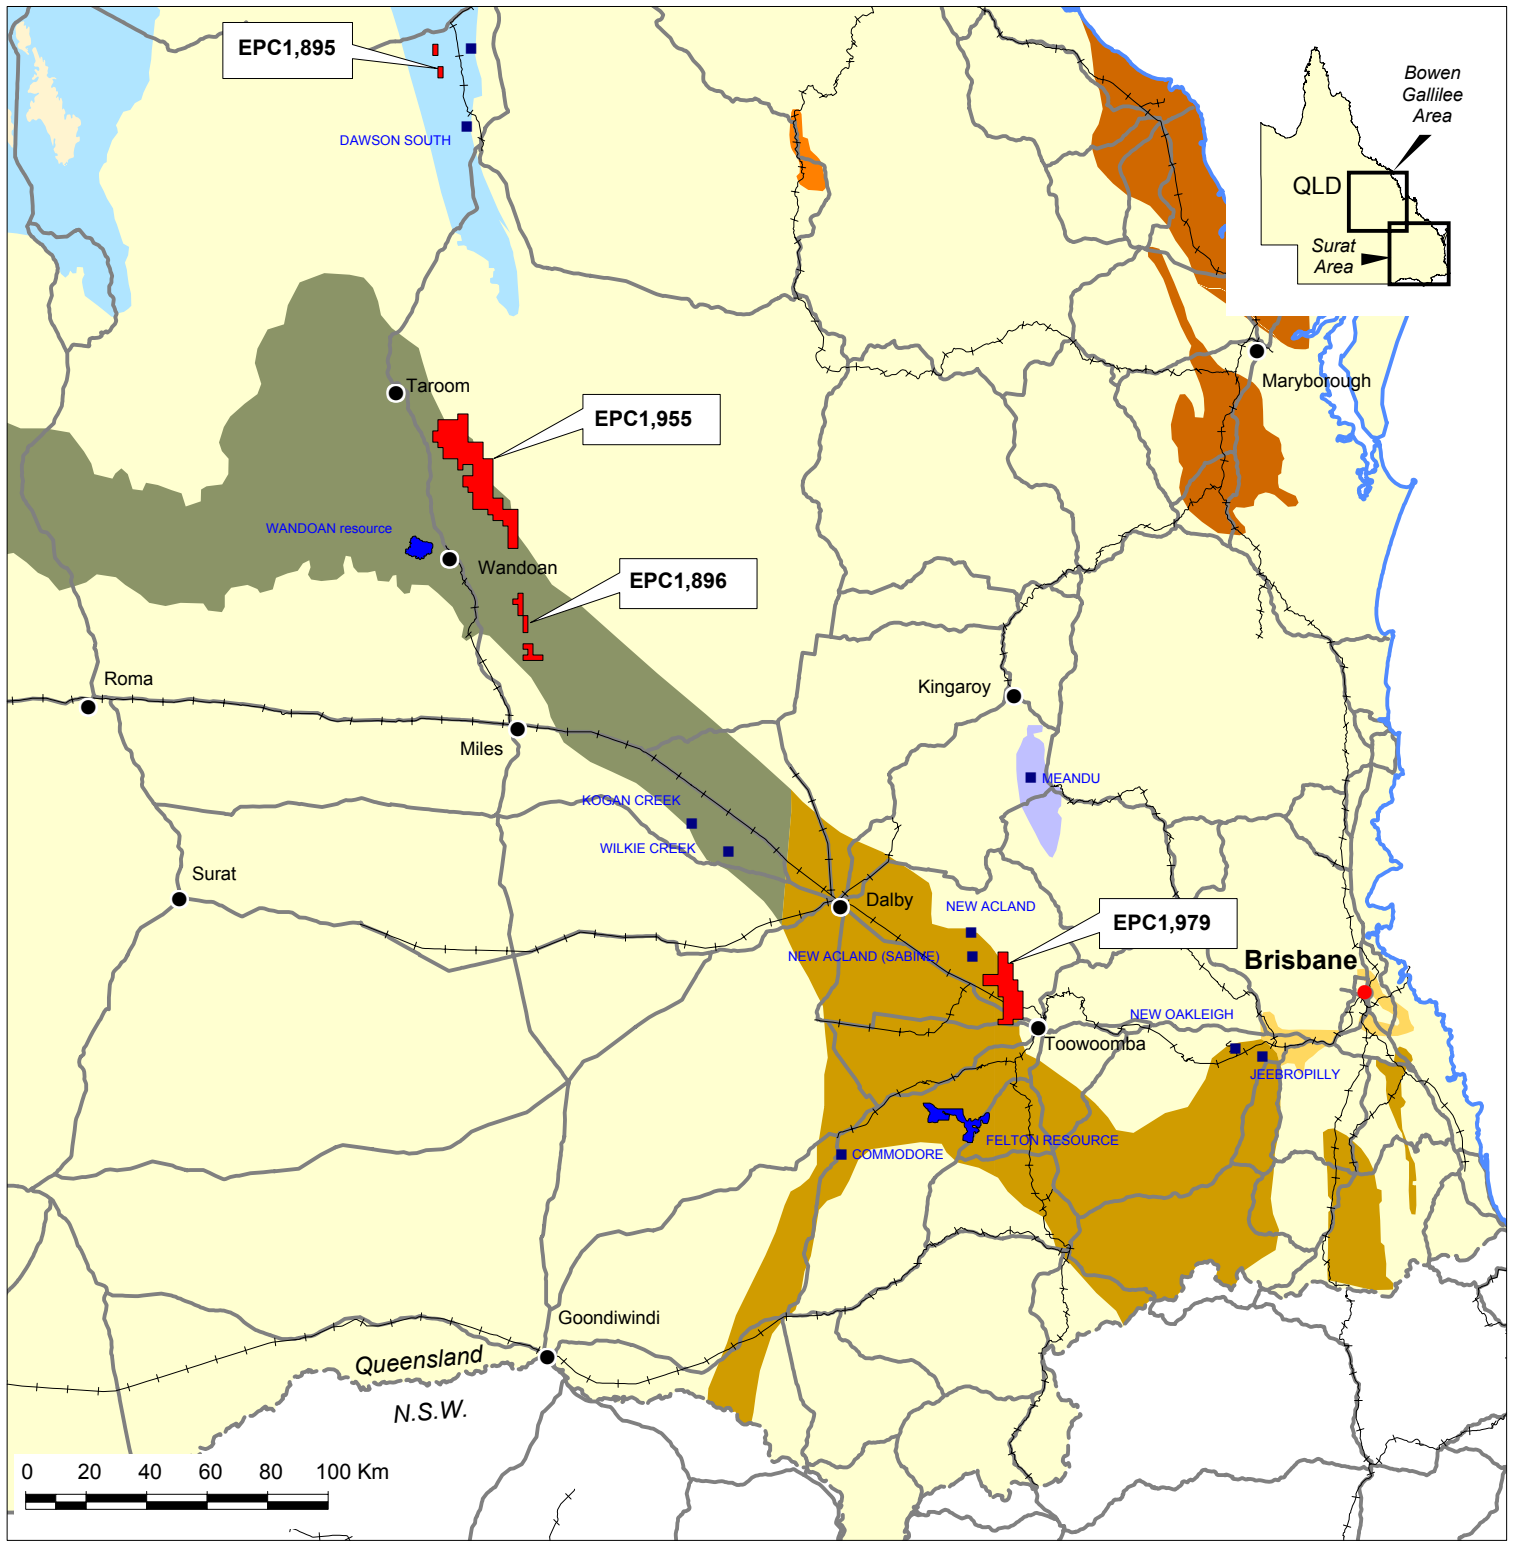 EPC1,895
Bowen
Gallilee
Area
DAWSON SOUTH
QLD
Surat
Area
Maryborough
Taroom
EPC1,955
WANDOAN resource
Wandoan
EPC1,896
Roma
Kingaroy
Miles
MEANDU
KOGAN CREEK
WILKIE CREEK
Surat
Dalby
NEW ACLAND
EPC1,979
NEW ACLAND (SABINE)
Brisbane
NEW OAKLEIGH
Toowoomba
JEEBROPILLY
FELTON RESOURCE
COMMODORE
Goondiwindi
Queensland
N.S.W.
0 20 40 60 80 100 Km